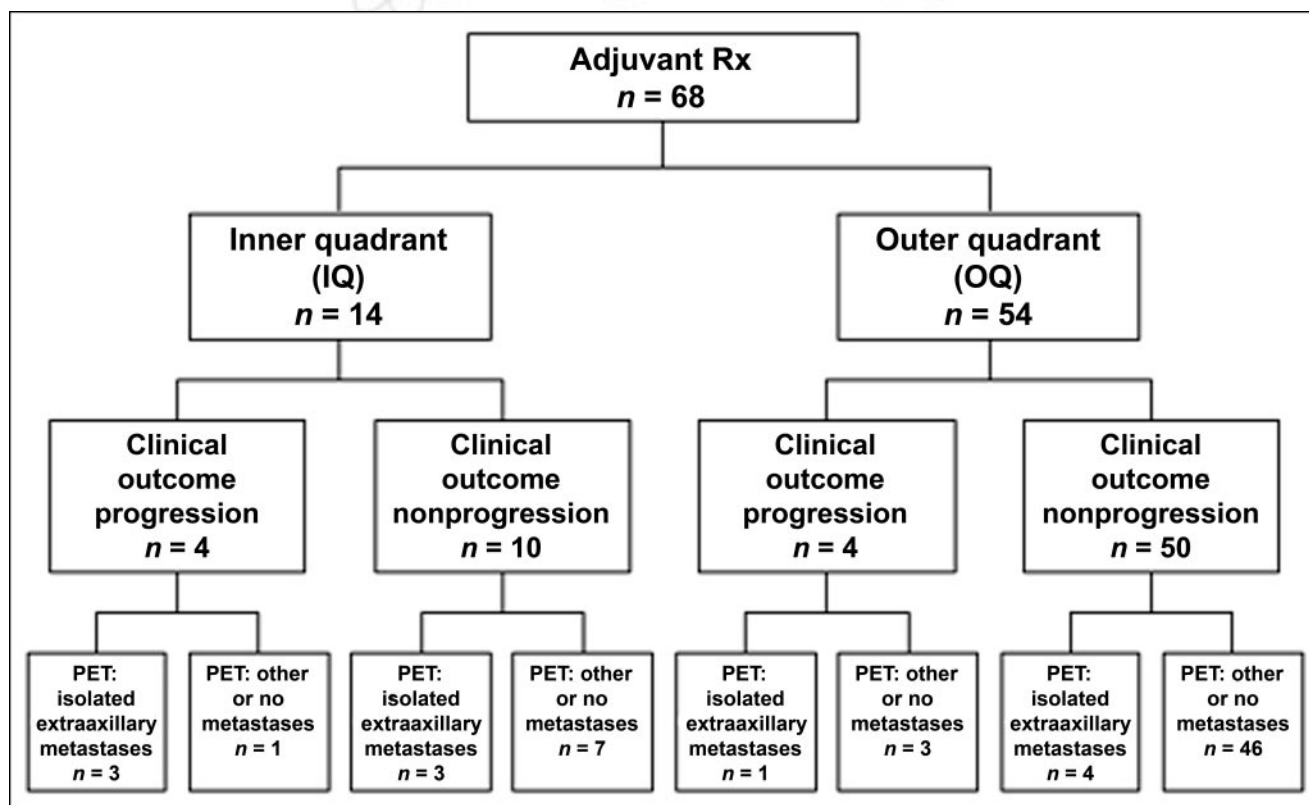 Adjuvant Rx
n = 68
Inner quadrant
(IQ)
n = 14
Outer quadrant
(OQ)
n = 54
Clinical
outcome
progression
n = 4
Clinical
outcome
nonprogression
n = 10
Clinical
outcome
progression
n = 4
Clinical
outcome
nonprogression
n = 50
PET:
isolated
extraaxillary
metastases
n = 3
PET: other
or no
metastases
n = 1
PET:
isolated
extraaxillary
metastases
n = 3
PET: other
or no
metastases
n = 7
PET:
isolated
extraaxillary
metastases
n = 1
PET: other
or no
metastases
n = 3
PET:
isolated
extraaxillary
metastases
n = 4
PET: other
or no
metastases
n = 46